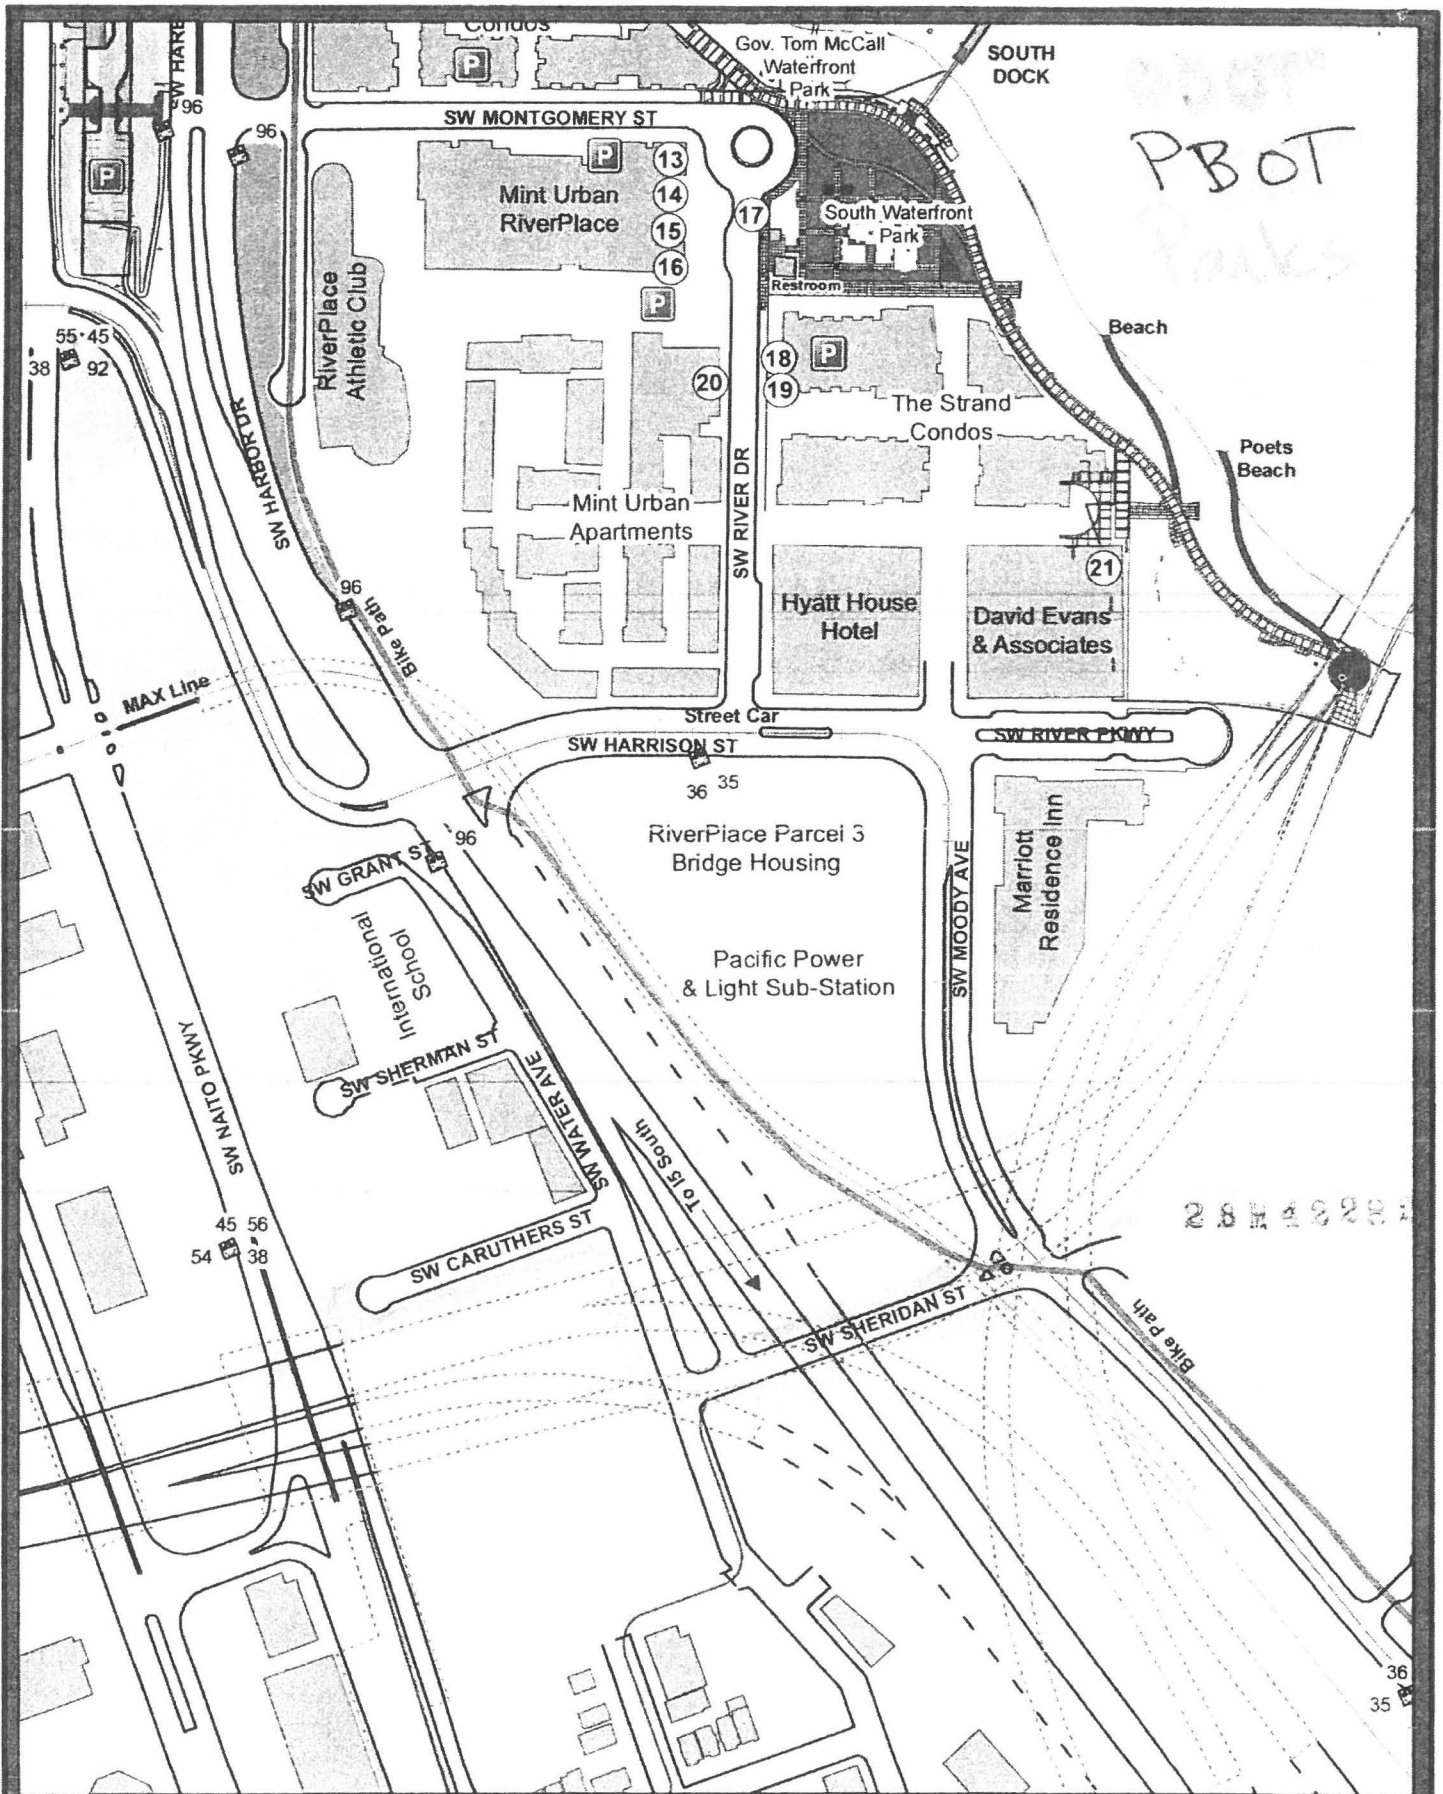 Condos
P
Gov. Tom McCall
Waterfront
Park
SOUTH
DOCK
PBOT
Parks
SW HARB
96
96
P
SW MONTGOMERY ST
P
13
14
15
16
Mint Urban
RiverPlace
17
South Waterfront
Park
Restroom
P
RiverPlace
Athletic Club
55 45
38 92
18
P
19
20
Beach
The Strand
Condos
Poets
Beach
SW HARBOR DR
Mint Urban
Apartments
SW RIVER DR
21
96
Bike Path
Hyatt House
Hotel
David Evans
& Associates
MAX Line
Street Car
SW HARRISON ST
SW RIVER PKWY
36 35
96
RiverPlace Parcel 3
Bridge Housing
SW GRANT ST
International
School
Marriott
Residence Inn
SW MOODY AVE
Pacific Power
& Light Sub-Station
SW NAITO PKWY
SW SHERMAN ST
SW WATER AVE
To I5 South
45 56
54 38
SW CARUTHERS ST
SW SHERIDAN ST
Bike Path
36
35